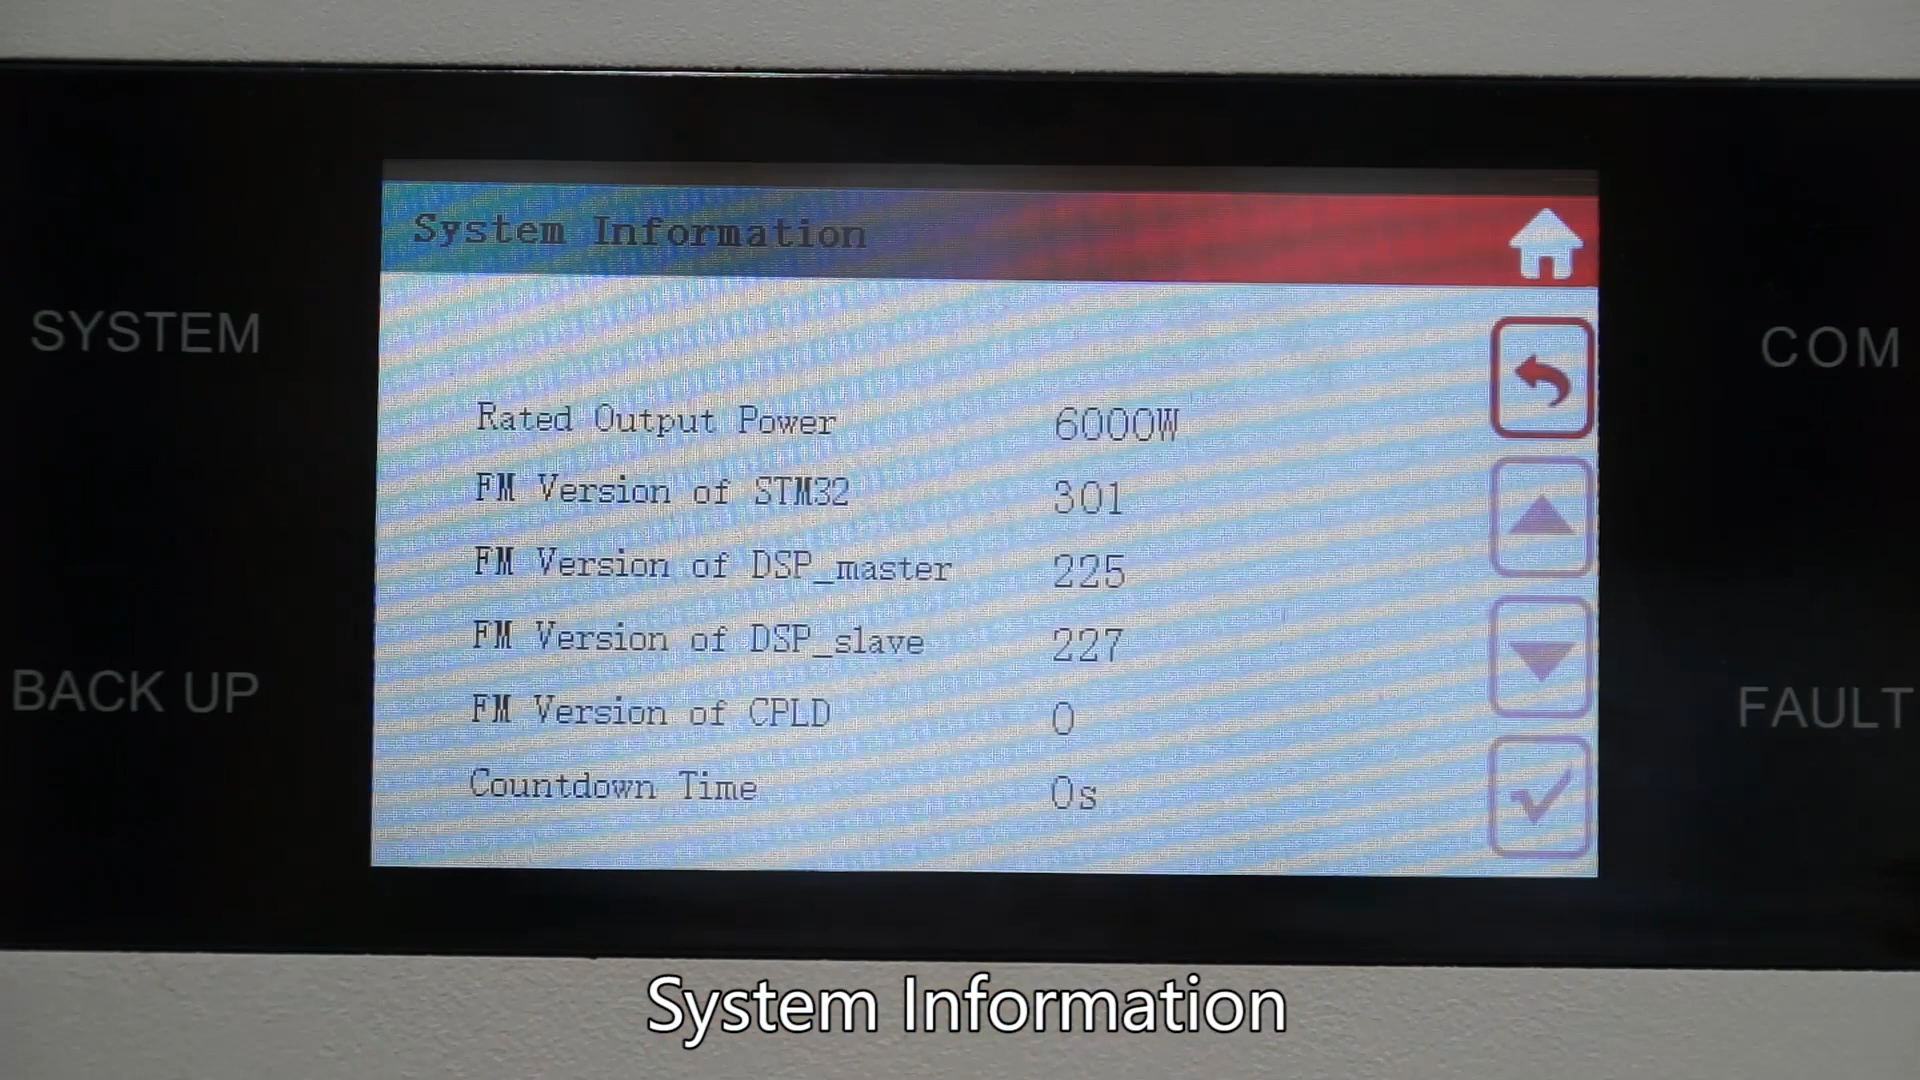 System Information
SYSTEM
COM
Rated Output Power 6000W
FM Version of STM32 301
FM Version of DSP_master 225
FM Version of DSP_slave 227
BACK UP
FAULT
FM Version of CPLD 0
Countdown Time 0s
System Information